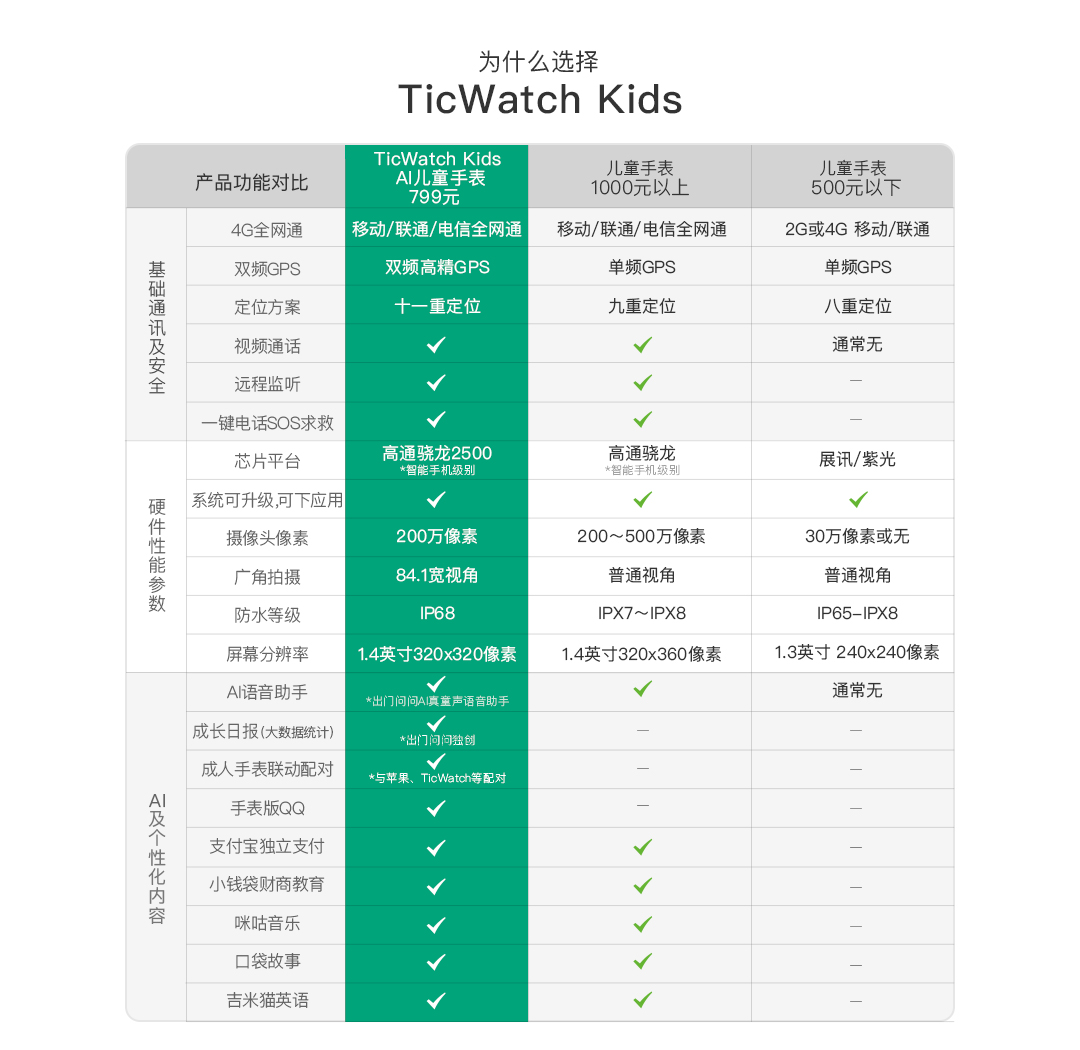 为什么选择
TicWatch Kids
产品功能对比
TicWatch Kids
AI儿童手表
799元
儿童手表
1000元以上
儿童手表
500元以下
基础通讯及安全
4G全网通 移动/联通/电信全网通 移动/联通/电信全网通 2G或4G 移动/联通
双频GPS 双频高精GPS 单频GPS 单频GPS
定位方案 十一重定位 九重定位 八重定位
视频通话 ✓ ✓ 通常无
远程监听 ✓ ✓ —
一键电话SOS求救 ✓ ✓ —
硬件性能参数
芯片平台 高通骁龙2500 高通骁龙 展讯/紫光
*智能手机级别 *智能手机级别
系统可升级,可下应用 ✓ ✓ ✓
摄像头像素 200万像素 200～500万像素 30万像素或无
广角拍摄 84.1宽视角 普通视角 普通视角
防水等级 IP68 IPX7～IPX8 IP65-IPX8
屏幕分辨率 1.4英寸320x320像素 1.4英寸320x360像素 1.3英寸 240x240像素
AI及个性化内容
AI语音助手 ✓ ✓ 通常无
*出门问问AI真童声语音助手
成长日报(大数据统计) ✓ — —
*出门问问独创
成人手表联动配对 ✓ — —
*与苹果、TicWatch等配对
手表版QQ ✓ — —
支付宝独立支付 ✓ ✓ —
小钱袋财商教育 ✓ ✓ —
咪咕音乐 ✓ ✓ —
口袋故事 ✓ ✓ —
吉米猫英语 ✓ ✓ —